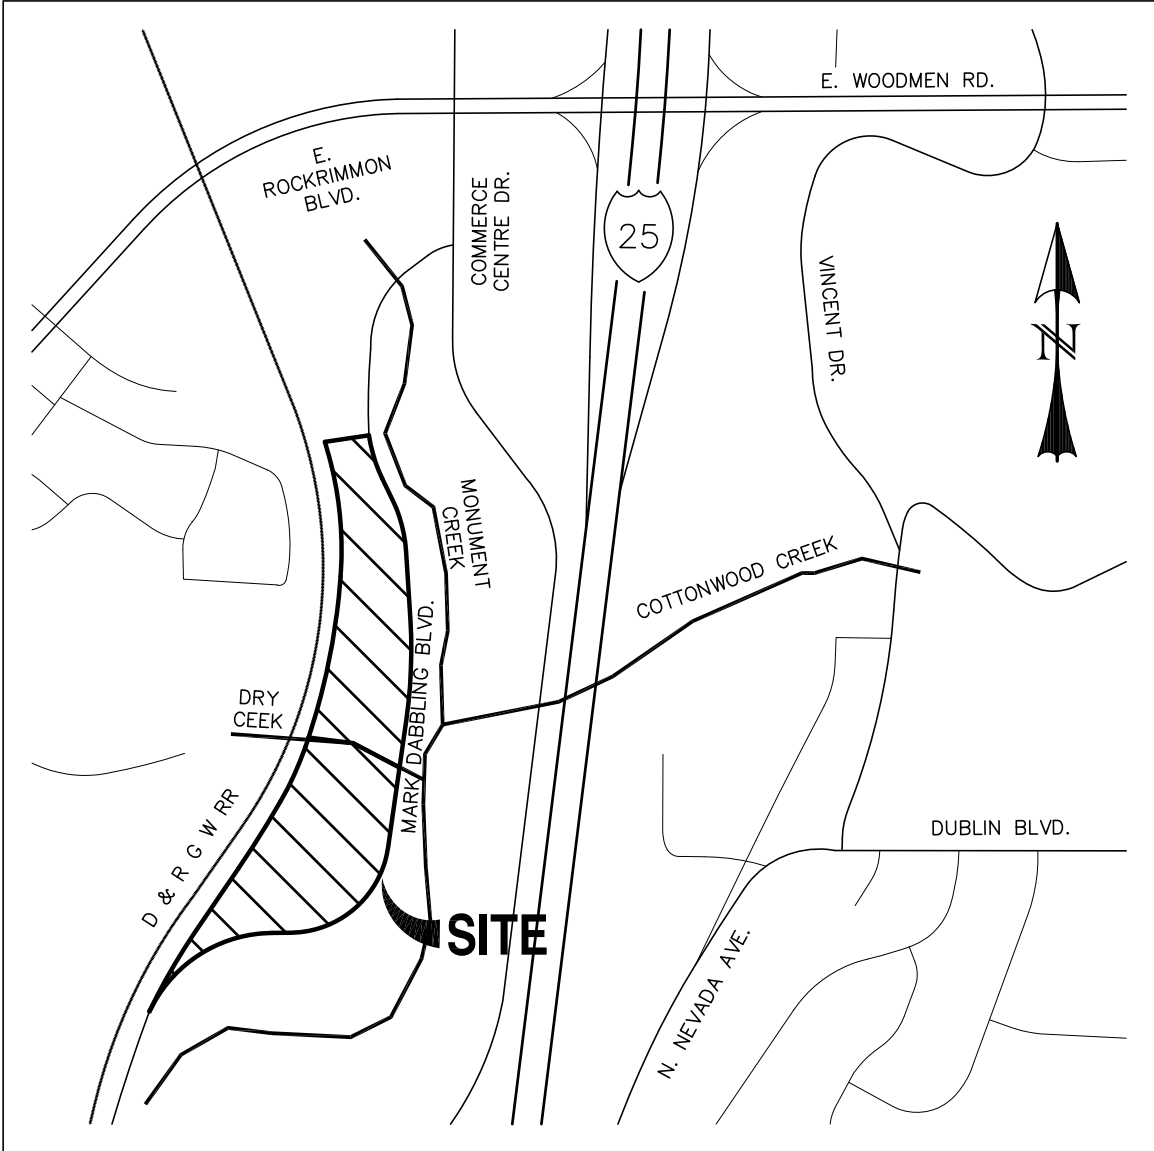 E. WOODMEN RD.
E.
ROCKRIMMON
BLVD.
COMMERCE
CENTRE DR.
25
VINCENT DR.
N
MONUMENT
CREEK
COTTONWOOD CREEK
MARK DABBLING BLVD.
DRY
CEEK
D & R G W RR
DUBLIN BLVD.
SITE
N. NEVADA AVE.